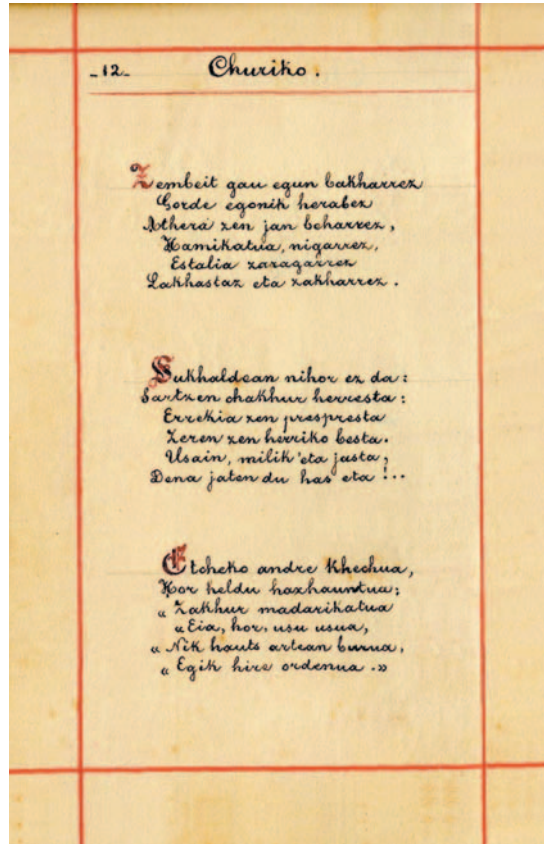 -12- Churiko.
Zembeit gau egun bakharrez
Gorde egonik herabez
Athera zen jan beharrez,
Hamikatua, nigarrez,
Estalia zaragarrez
Lakhastaz eta zakharrez.
Sukhaldean nihor ez da:
Sartzen chakhur herresta:
Errekia zen prespresta
Zeren zen herriko besta.
Usain, milik eta jasta,
Dena jaten du has eta!..
Etcheko andre khechua,
Hor heldu haxhauntua;
« Zakhur madarikatua
« Eia, hor, usu usua,
« Nik hauts artean burua,
« Egik hire ordenua.»